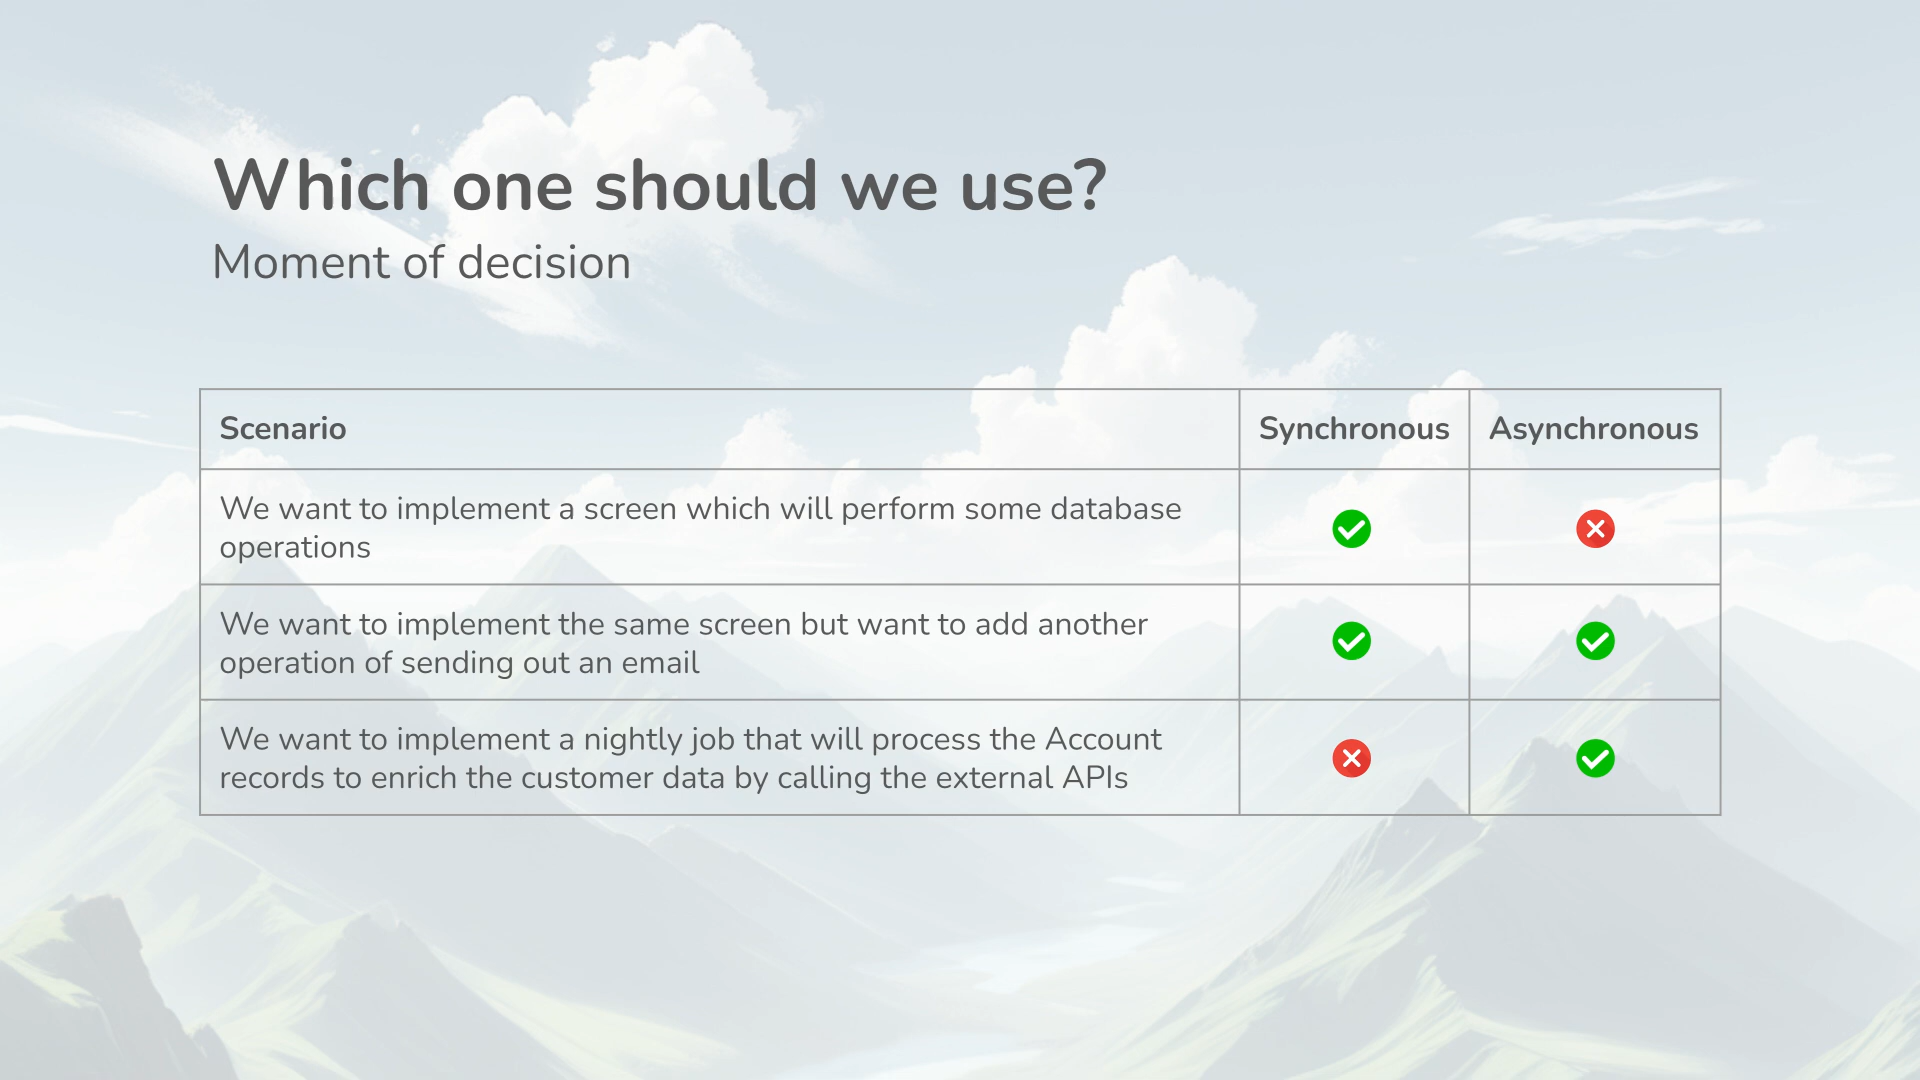 Which one should we use?
Moment of decision
Scenario
Synchronous
Asynchronous
We want to implement a screen which will perform some database
operations
We want to implement the same screen but want to add another
operation of sending out an email
We want to implement a nightly job that will process the Account
records to enrich the customer data by calling the external APIs